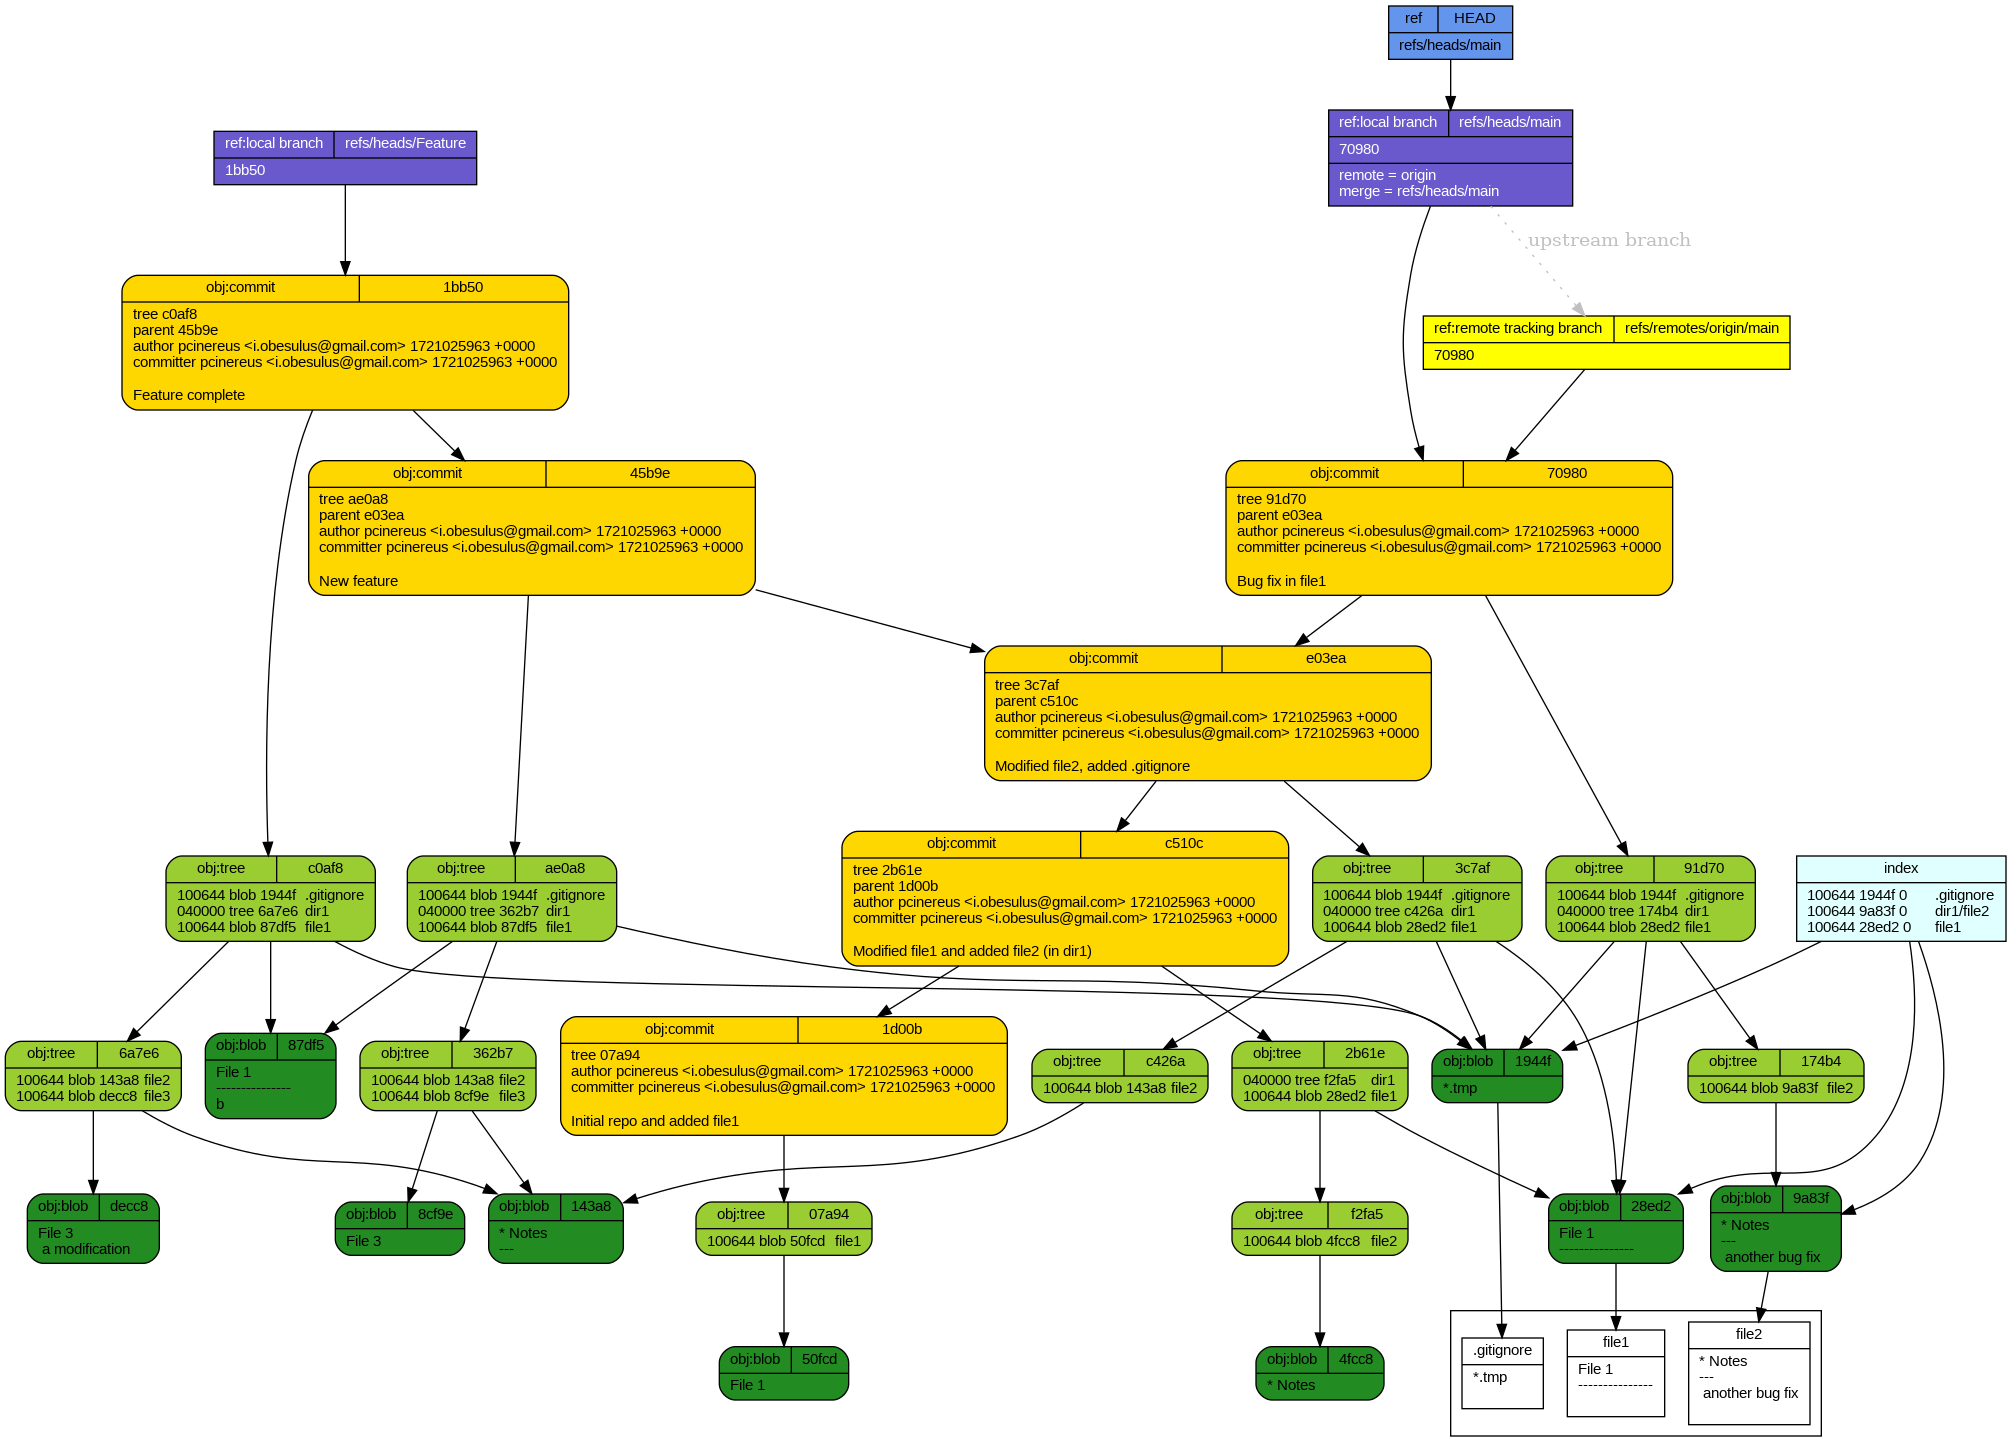 ref HEAD
refs/heads/main
ref:local branch refs/heads/main
70980
remote = origin
merge = refs/heads/main
ref:local branch refs/heads/Feature
1bb50
upstream branch
obj:commit 1bb50
tree c0af8
parent 45b9e
author pcinereus <i.obesulus@gmail.com> 1721025963 +0000
committer pcinereus <i.obesulus@gmail.com> 1721025963 +0000
Feature complete
ref:remote tracking branch refs/remotes/origin/main
70980
obj:commit 45b9e
tree ae0a8
parent e03ea
author pcinereus <i.obesulus@gmail.com> 1721025963 +0000
committer pcinereus <i.obesulus@gmail.com> 1721025963 +0000
New feature
obj:commit 70980
tree 91d70
parent e03ea
author pcinereus <i.obesulus@gmail.com> 1721025963 +0000
committer pcinereus <i.obesulus@gmail.com> 1721025963 +0000
Bug fix in file1
obj:commit e03ea
tree 3c7af
parent c510c
author pcinereus <i.obesulus@gmail.com> 1721025963 +0000
committer pcinereus <i.obesulus@gmail.com> 1721025963 +0000
Modified file2, added .gitignore
obj:tree c0af8
100644 blob 1944f .gitignore
040000 tree 6a7e6 dir1
100644 blob 87df5 file1
obj:tree ae0a8
100644 blob 1944f .gitignore
040000 tree 362b7 dir1
100644 blob 87df5 file1
obj:commit c510c
tree 2b61e
parent 1d00b
author pcinereus <i.obesulus@gmail.com> 1721025963 +0000
committer pcinereus <i.obesulus@gmail.com> 1721025963 +0000
Modified file1 and added file2 (in dir1)
obj:tree 3c7af
100644 blob 1944f .gitignore
040000 tree c426a dir1
100644 blob 28ed2 file1
obj:tree 91d70
100644 blob 1944f .gitignore
040000 tree 174b4 dir1
100644 blob 28ed2 file1
index
100644 1944f 0 .gitignore
100644 9a83f 0 dir1/file2
100644 28ed2 0 file1
obj:tree 6a7e6
100644 blob 143a8 file2
100644 blob decc8 file3
obj:blob 87df5
File 1
---------------
b
obj:tree 362b7
100644 blob 143a8 file2
100644 blob 8cf9e file3
obj:commit 1d00b
tree 07a94
author pcinereus <i.obesulus@gmail.com> 1721025963 +0000
committer pcinereus <i.obesulus@gmail.com> 1721025963 +0000
Initial repo and added file1
obj:tree c426a
100644 blob 143a8 file2
obj:tree 2b61e
040000 tree f2fa5 dir1
100644 blob 28ed2 file1
obj:blob 1944f
*.tmp
obj:tree 174b4
100644 blob 9a83f file2
obj:blob decc8
File 3
a modification
obj:blob 8cf9e
File 3
obj:blob 143a8
* Notes
---
obj:tree 07a94
100644 blob 50fcd file1
obj:tree f2fa5
100644 blob 4fcc8 file2
obj:blob 28ed2
File 1
---------------
obj:blob 9a83f
* Notes
---
another bug fix
obj:blob 50fcd
File 1
obj:blob 4fcc8
* Notes
.gitignore
*.tmp
file1
File 1
---------------
file2
* Notes
---
another bug fix